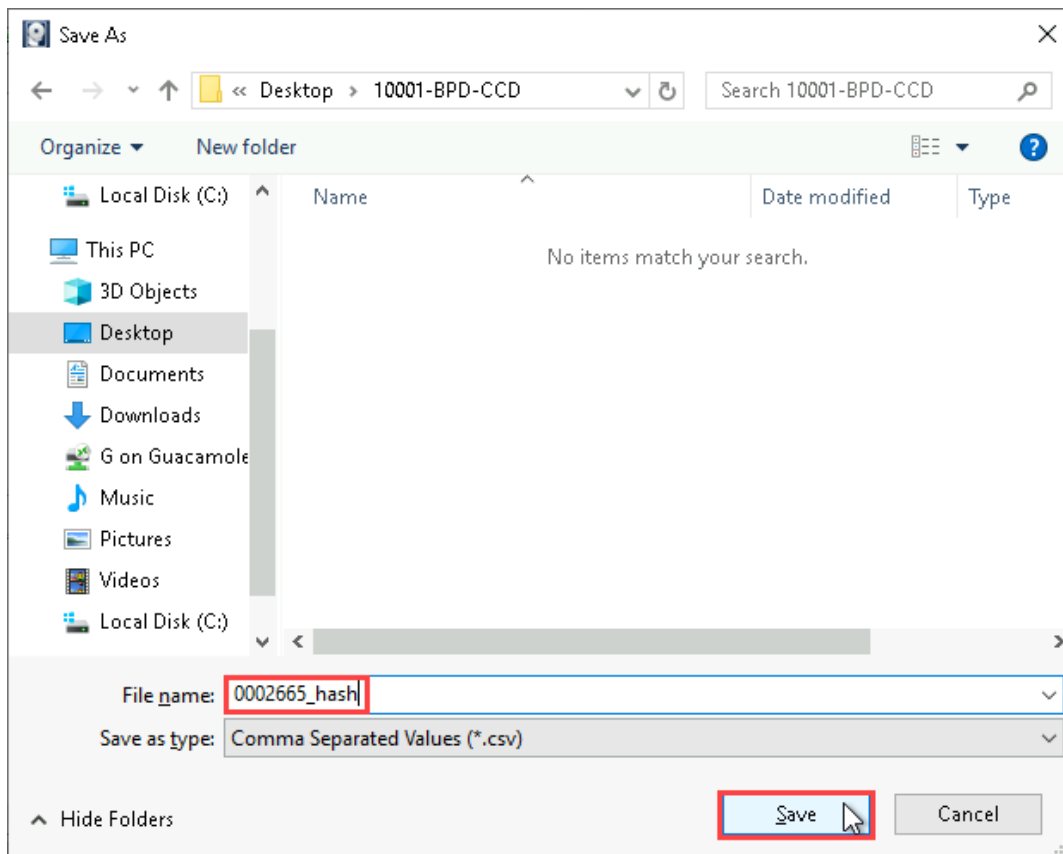 Save As
« Desktop > 10001-BPD-CCD
Search 10001-BPD-CCD
Organize
New folder
?
Name
Date modified
Type
No items match your search.
Local Disk (C:)
This PC
3D Objects
Desktop
Documents
Downloads
G on Guacamole
Music
Pictures
Videos
Local Disk (C:)
File name: 0002665_hash
Save as type: Comma Separated Values (*.csv)
Hide Folders
Save
Cancel